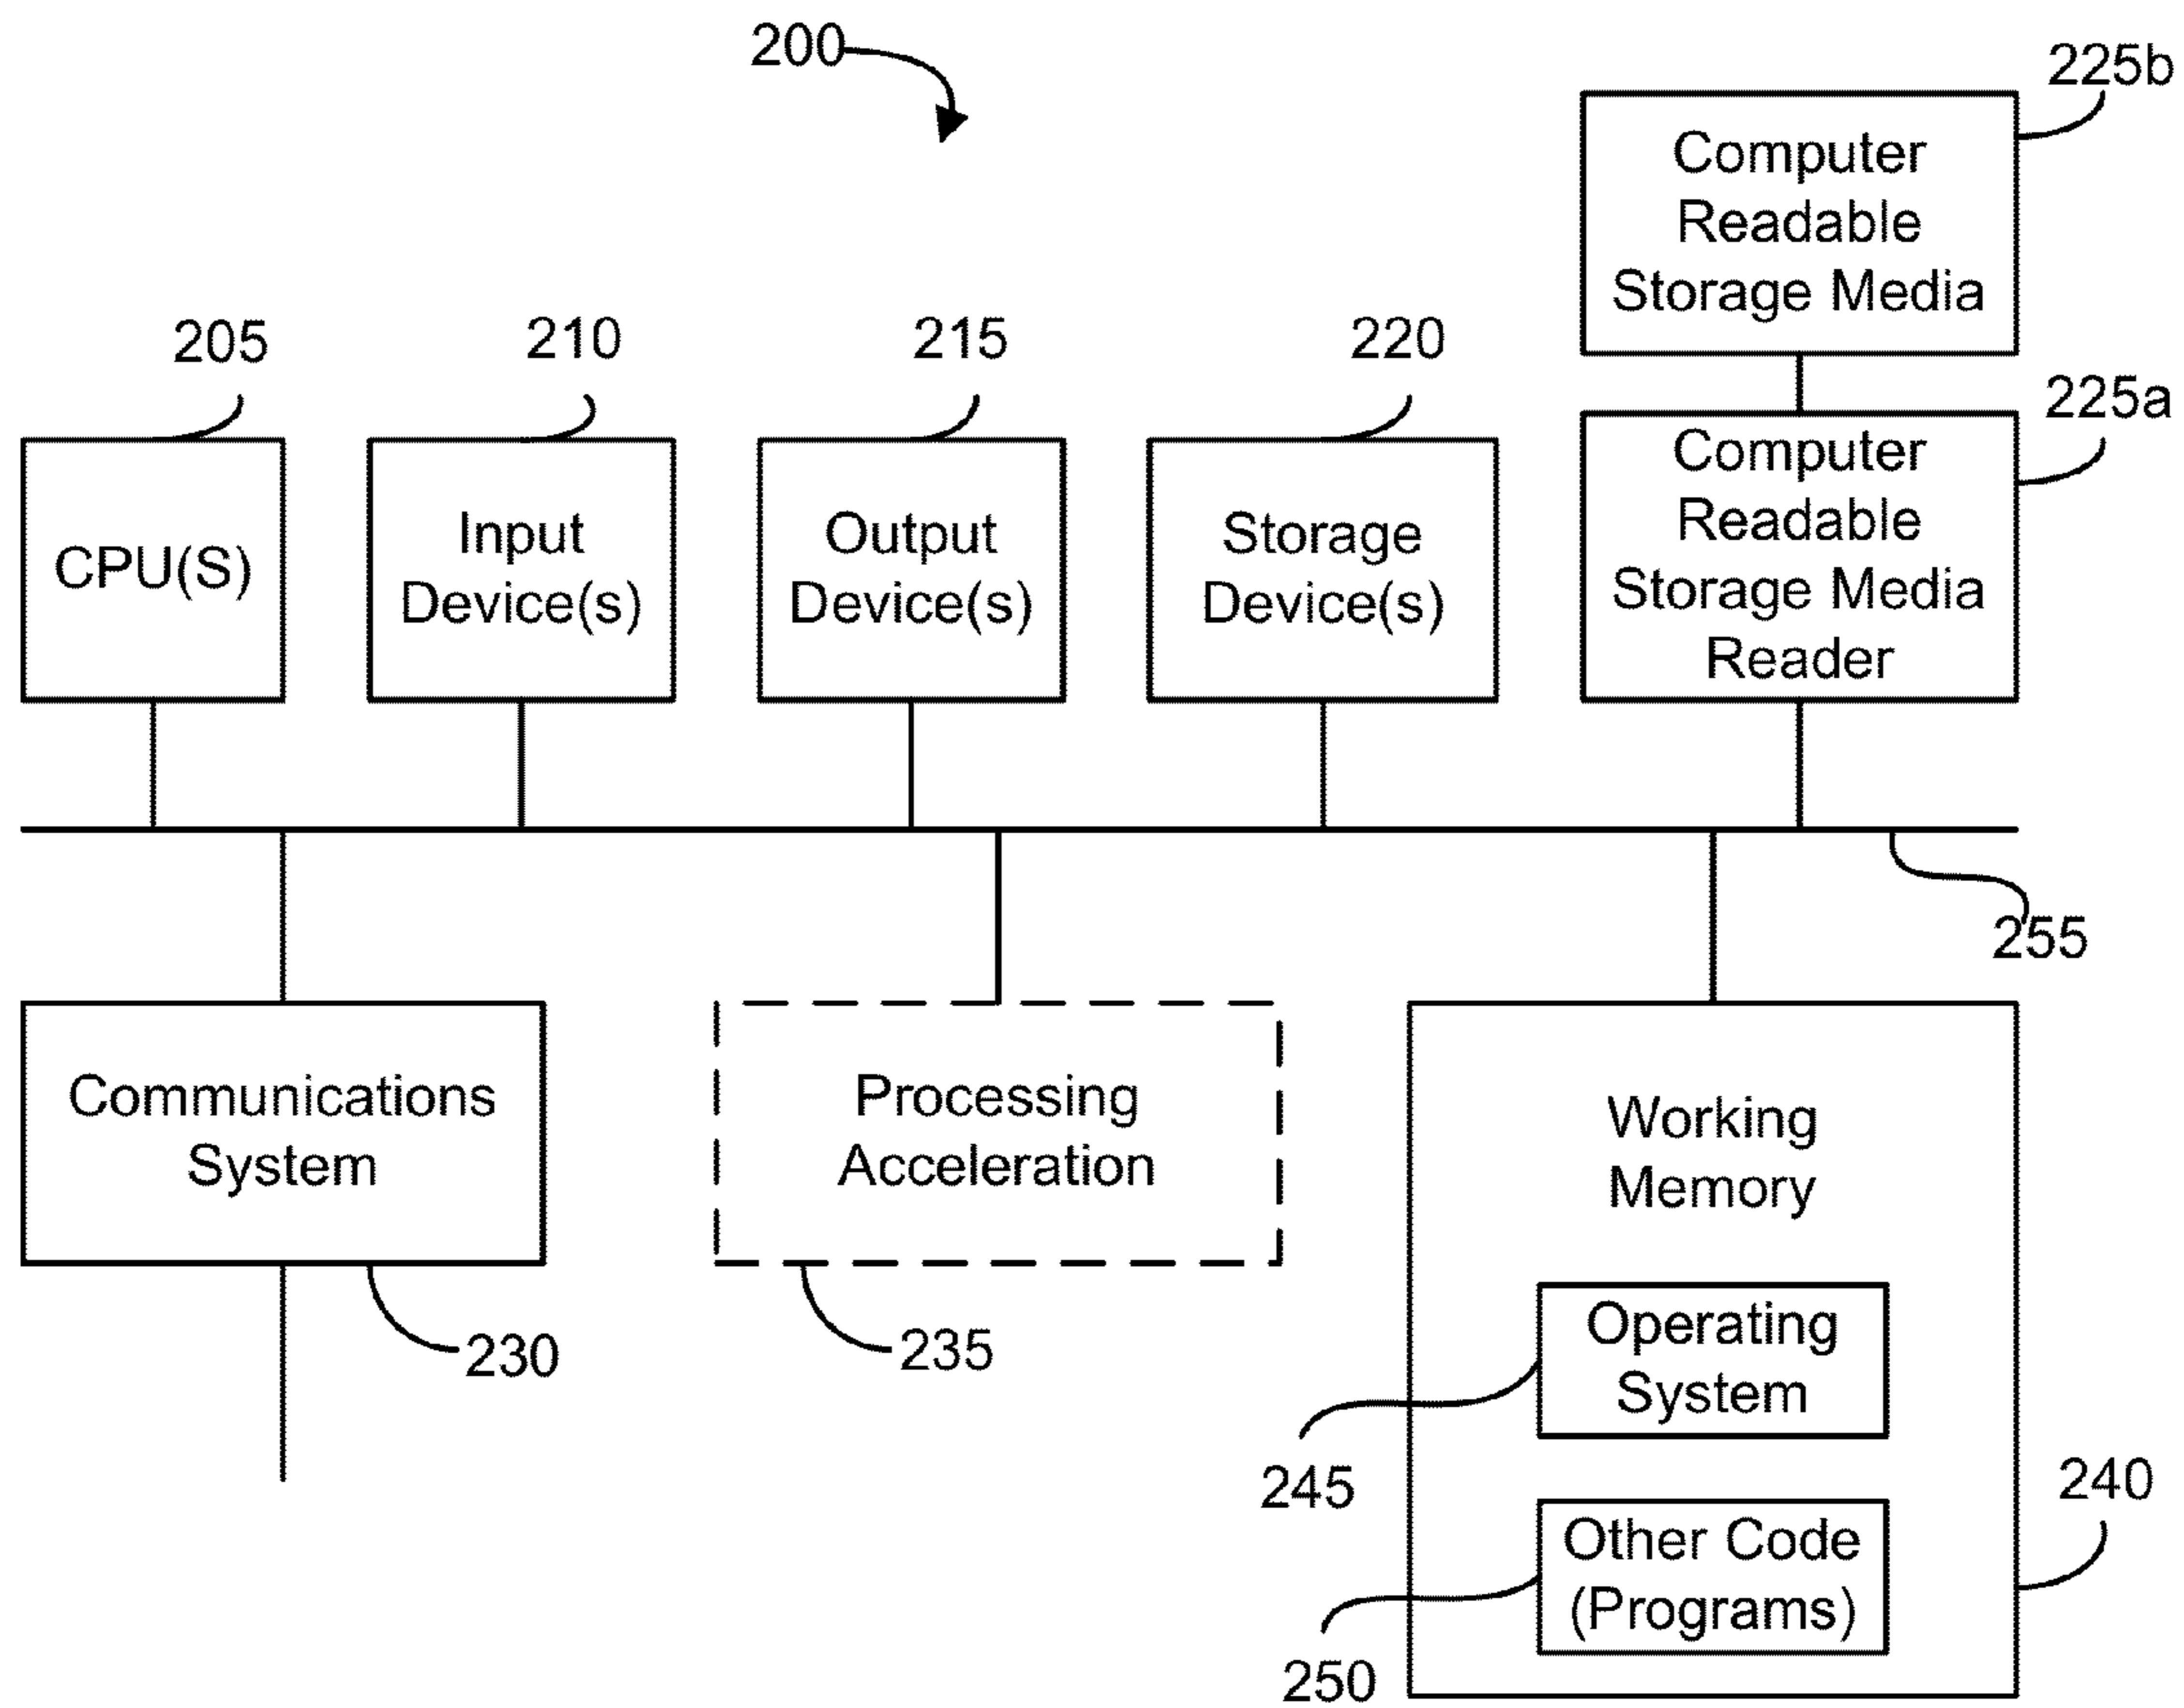 200
225b
Computer
Readable
Storage Media
205
210
215
220
225a
CPU(S)
Input
Device(s)
Output
Device(s)
Storage
Device(s)
Computer
Readable
Storage Media
Reader
255
Communications
System
230
Processing
Acceleration
235
Working
Memory
Operating
System
245
240
Other Code
(Programs)
250